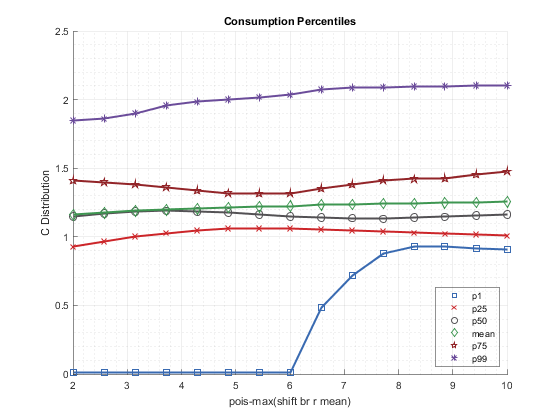 Consumption Percentiles
2.5
2
1.5
1
0.5
0
C Distribution
2 3 4 5 6 7 8 9 10
pois-max(shift br r mean)
p1
p25
p50
mean
p75
p99